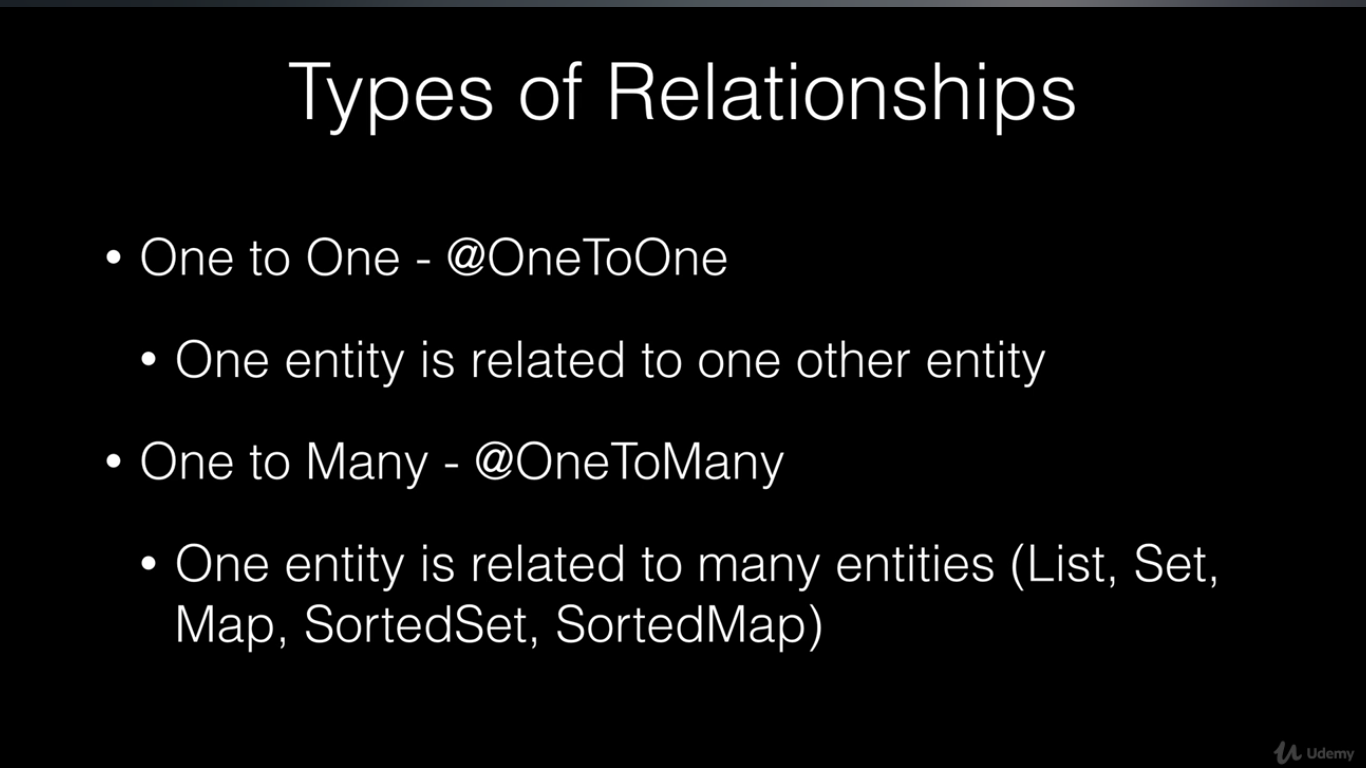 Types of Relationships
• One to One - @OneToOne
• One entity is related to one other entity
• One to Many - @OneToMany
• One entity is related to many entities (List, Set,
Map, SortedSet, SortedMap)
Udemy